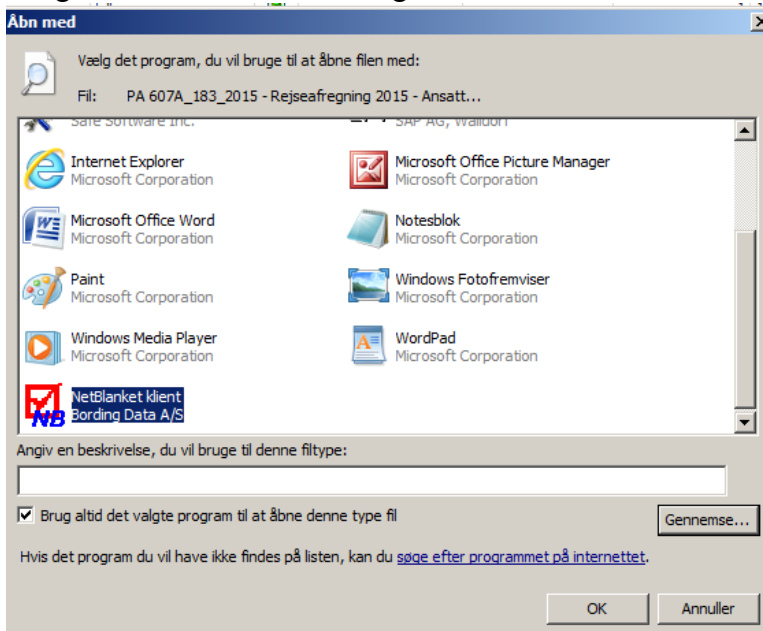 Åbn med
Vælg det program, du vil bruge til at åbne filen med:
Fil: PA 607A_183_2015 - Rejseafregning 2015 - Ansatt...
Safe Software Inc.
SAP AG, Walldorf
Internet Explorer
Microsoft Corporation
Microsoft Office Picture Manager
Microsoft Corporation
Microsoft Office Word
Microsoft Corporation
Notesblok
Microsoft Corporation
Paint
Microsoft Corporation
Windows Fotofremviser
Microsoft Corporation
Windows Media Player
Microsoft Corporation
WordPad
Microsoft Corporation
NB
NetBlanket klient
Bording Data A/S
Angiv en beskrivelse, du vil bruge til denne filtype:
Brug altid det valgte program til at åbne denne type fil
Gennemse...
Hvis det program du vil have ikke findes på listen, kan du søge efter programmet på internettet.
OK
Annuller